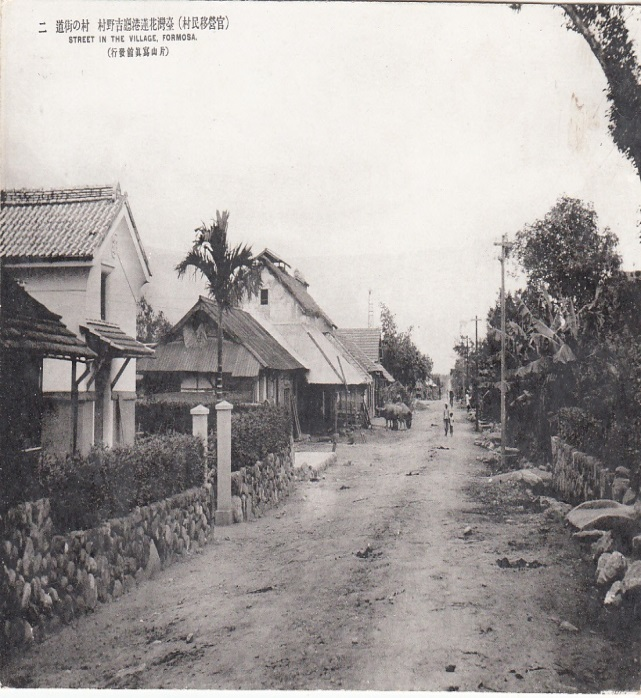 (官營移民村) 臺灣花蓮港廳吉野村 村の街道 二
STREET IN THE VILLAGE, FORMOSA.
(片山寫眞館發行)